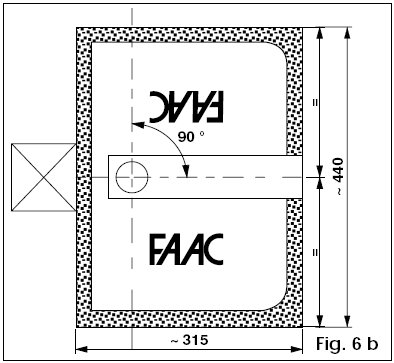 FAAC
90 °
=
~ 440
FAAC
=
~ 315
Fig. 6 b